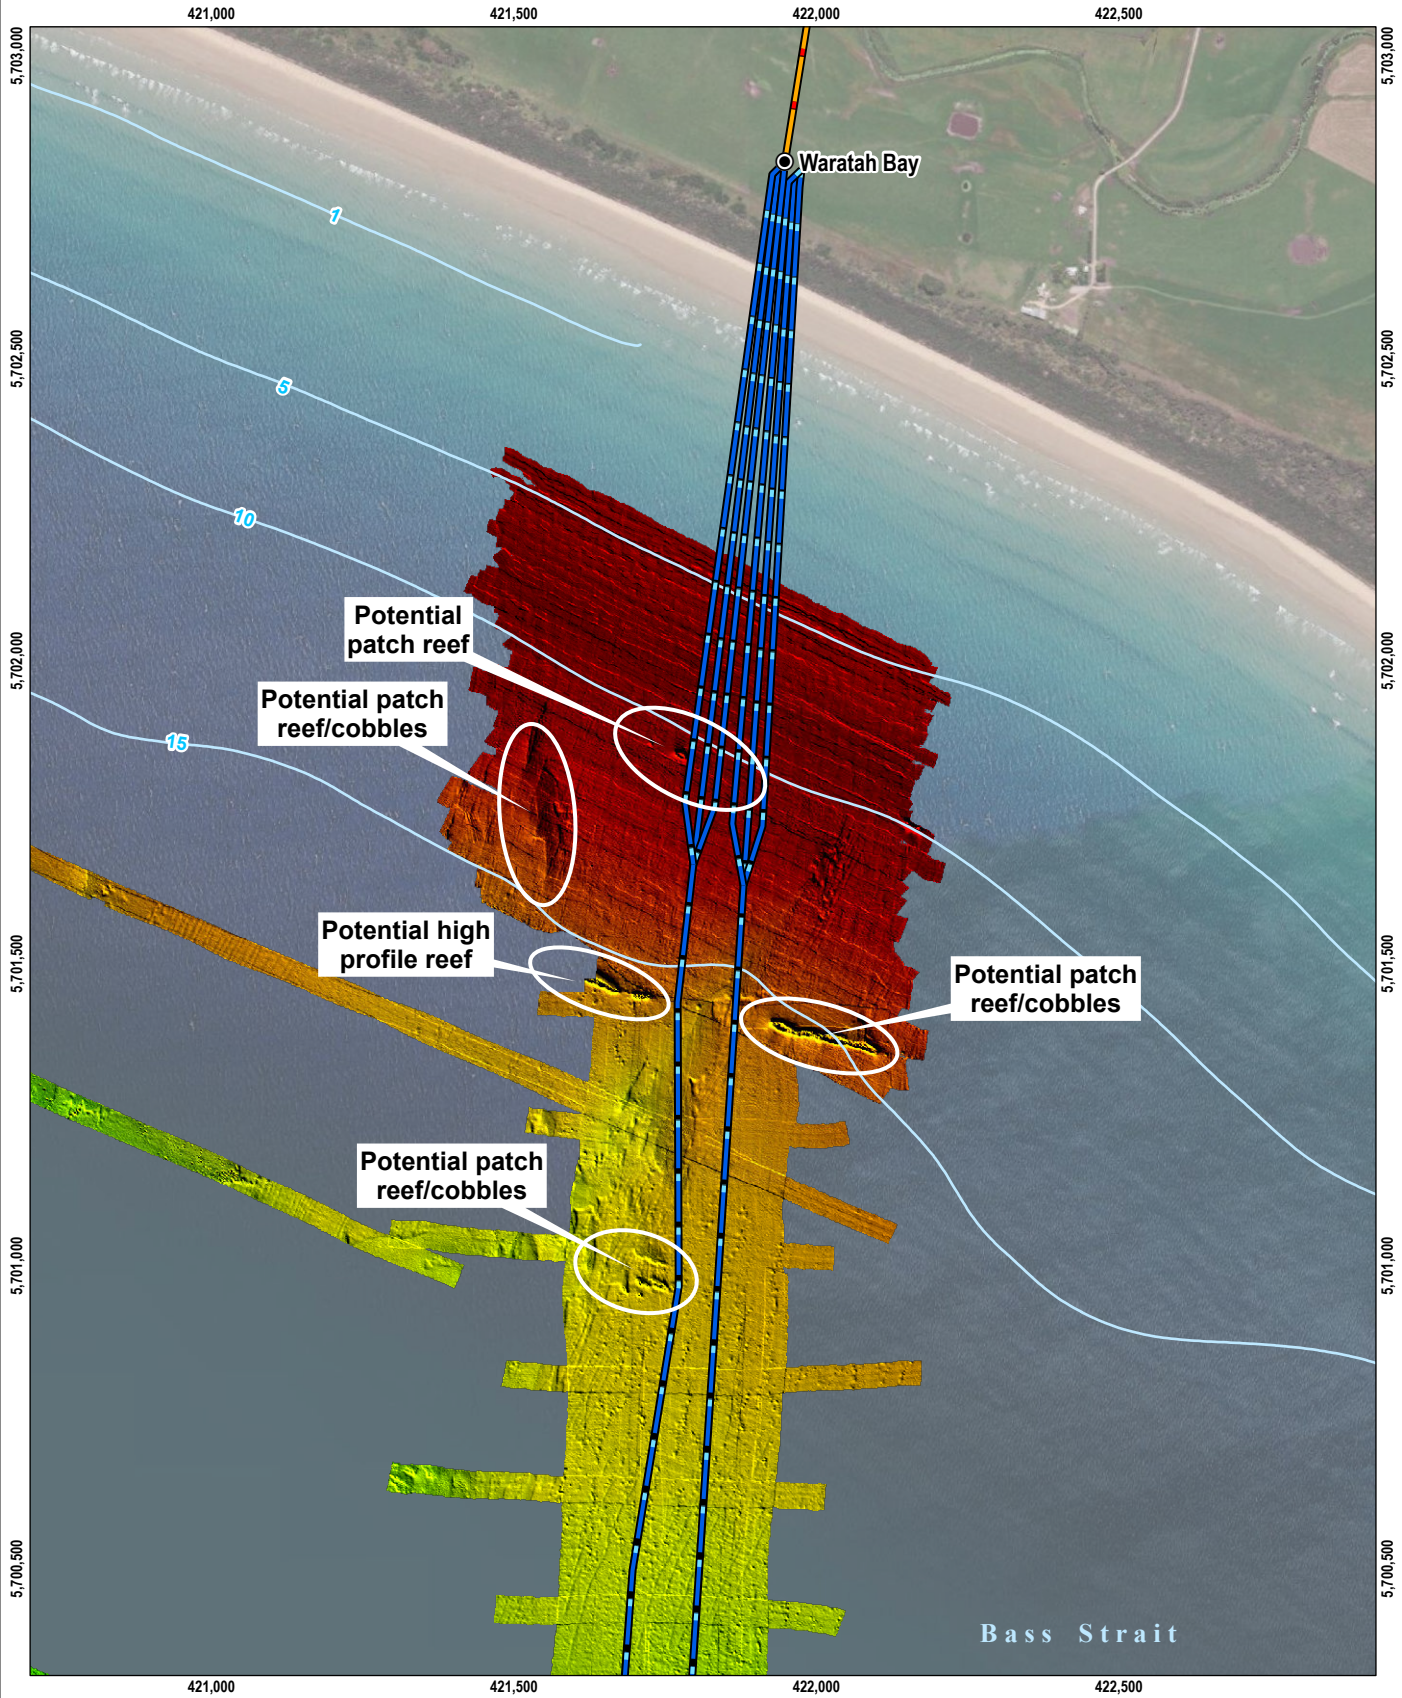 421,000
421,500
422,000
422,500
5,703,000
5,703,000
Waratah Bay
1
5,702,500
5,702,500
5
10
Potential
patch reef
5,702,000
5,702,000
Potential patch
reef/cobbles
15
Potential high
profile reef
5,701,500
5,701,500
Potential patch
reef/cobbles
Potential patch
reef/cobbles
5,701,000
5,701,000
5,700,500
5,700,500
Bass Strait
421,000
421,500
422,000
422,500